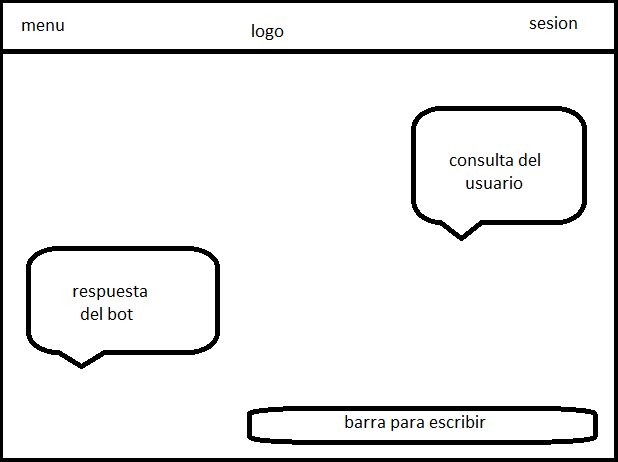 menu
logo
sesion
consulta del
usuario
respuesta
del bot
barra para escribir